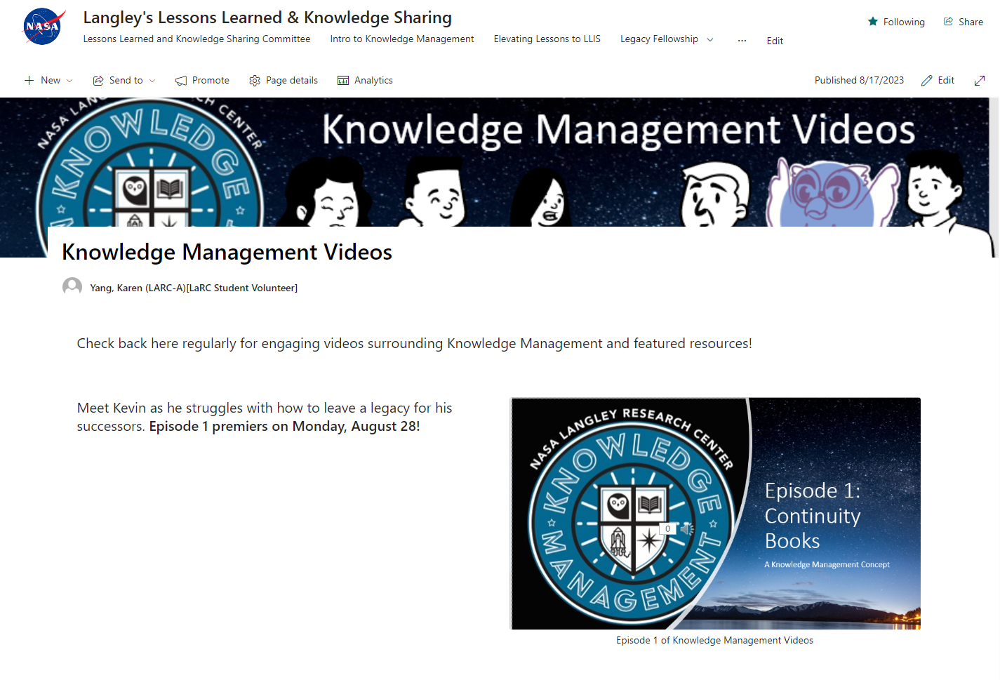 NASA
Langley's Lessons Learned & Knowledge Sharing
Following
Share
Lessons Learned and Knowledge Sharing Committee
Intro to Knowledge Management
Elevating Lessons to LLIS
Legacy Fellowship
...
Edit
New
Send to
Promote
Page details
Analytics
Published 8/17/2023
Edit
KNOWLEDGE
Knowledge Management Videos
Knowledge Management Videos
Yang, Karen (LARC-A)[LaRC Student Volunteer]
Check back here regularly for engaging videos surrounding Knowledge Management and featured resources!
Meet Kevin as he struggles with how to leave a legacy for his
successors. Episode 1 premiers on Monday, August 28!
NASA LANGLEY RESEARCH CENTER
KNOWLEDGE
MANAGEMENT
0
Episode 1:
Continuity
Books
A Knowledge Management Concept
Episode 1 of Knowledge Management Videos